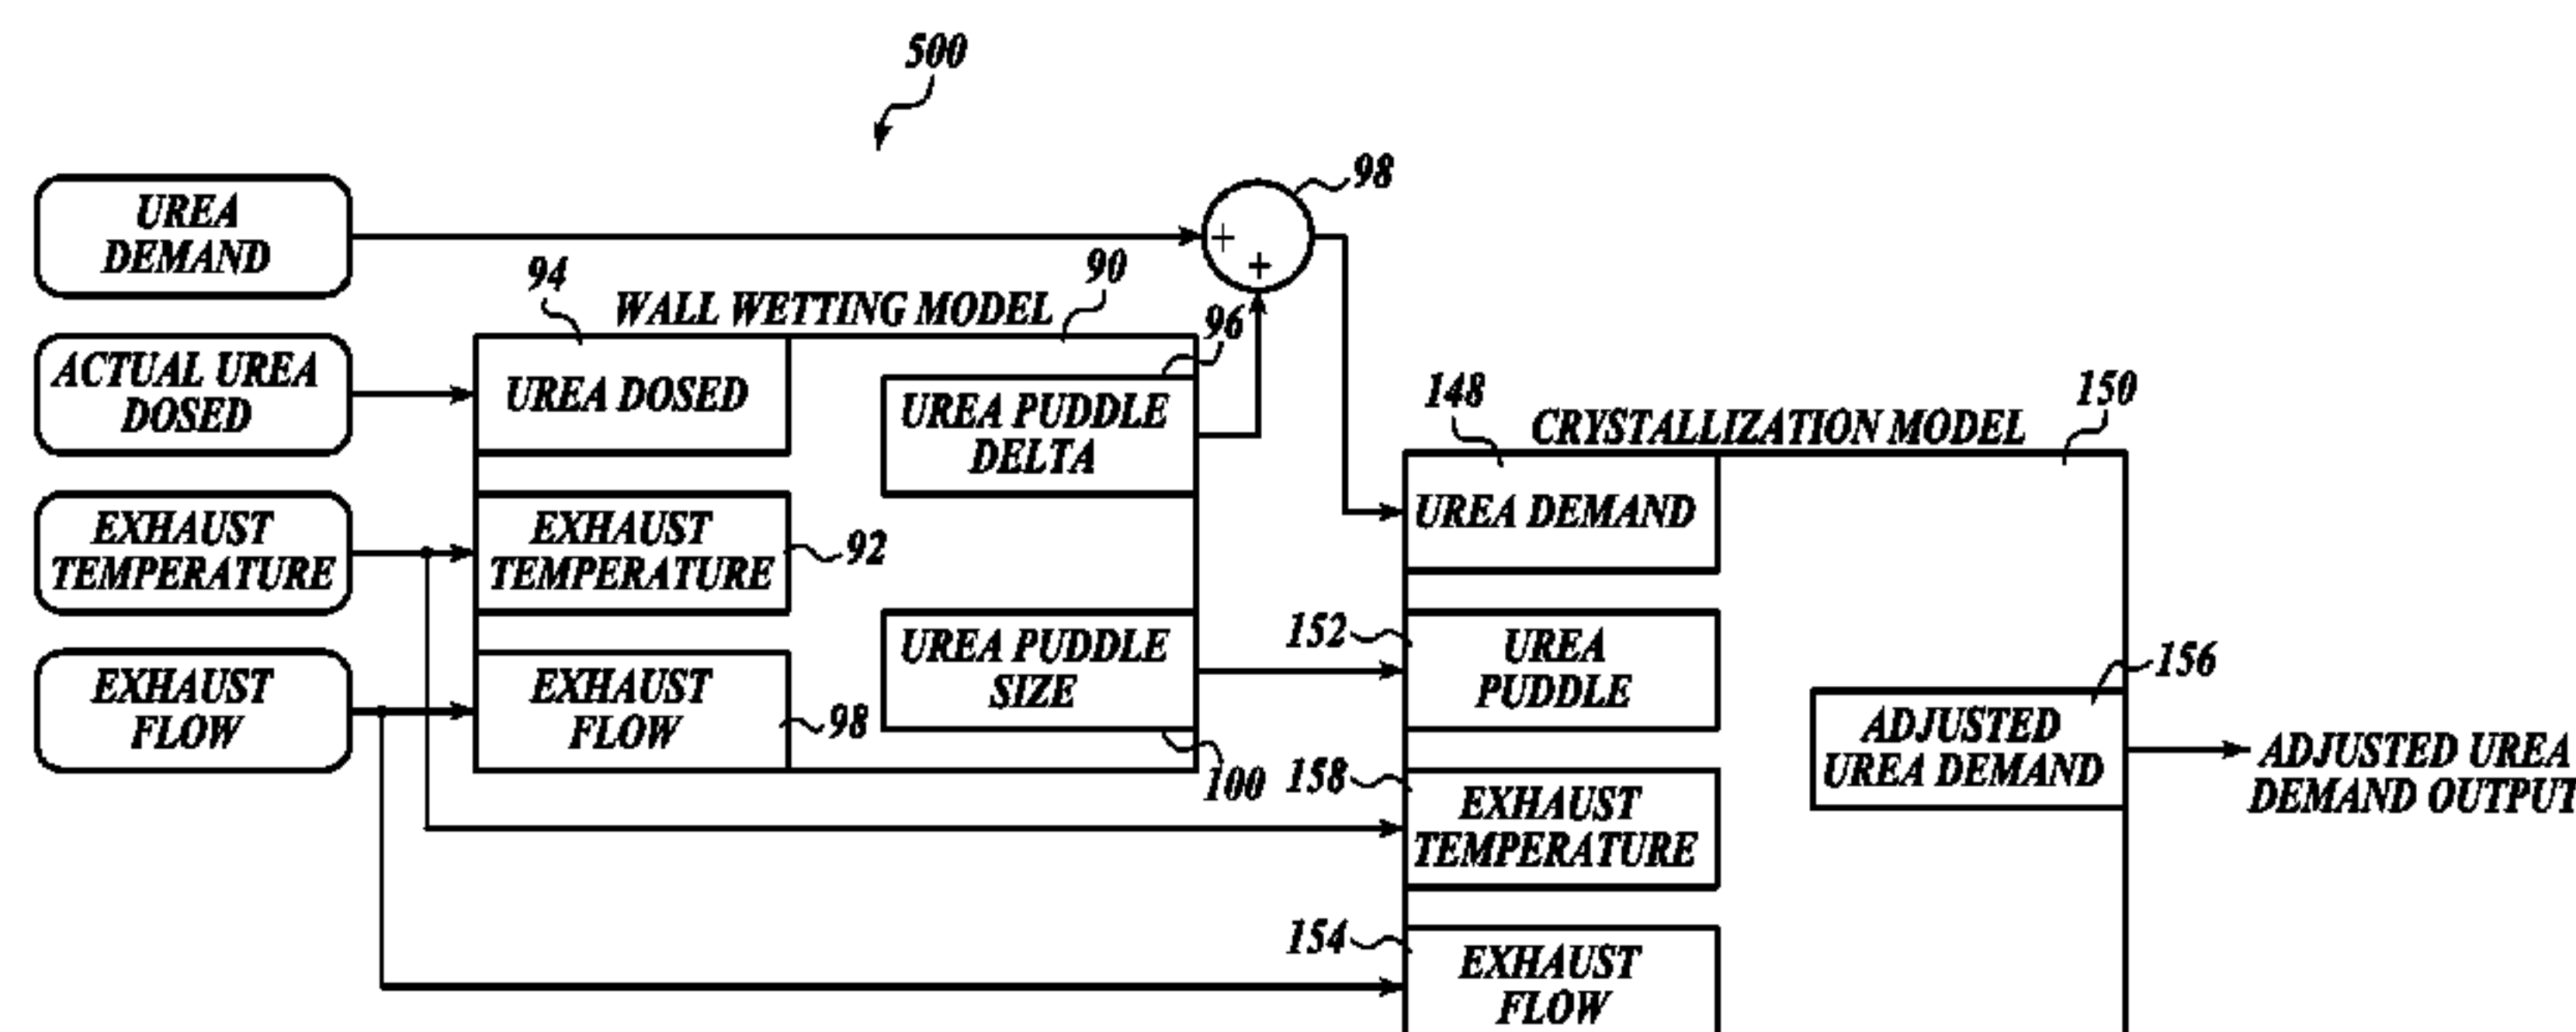 500
98
UREA
DEMAND
+
+
94
90
WALL WETTING MODEL
96
ACTUAL UREA
DOSED
UREA DOSED
UREA PUDDLE
DELTA
148
150
CRYSTALLIZATION MODEL
EXHAUST
TEMPERATURE
EXHAUST
TEMPERATURE
92
UREA DEMAND
EXHAUST
FLOW
EXHAUST
FLOW
98
UREA PUDDLE
SIZE
100
152
UREA
PUDDLE
156
158
EXHAUST
TEMPERATURE
ADJUSTED
UREA DEMAND
ADJUSTED UREA
DEMAND OUTPUT
154
EXHAUST
FLOW